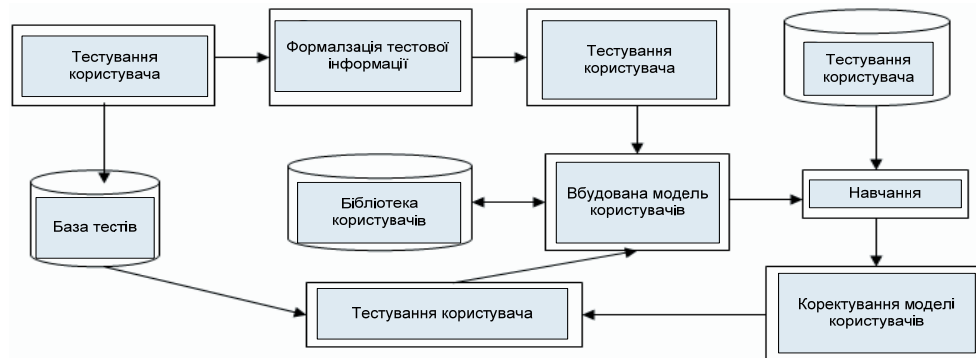 Тестування
користувача
Формалзація тестової
інформації
Тестування
користувача
Тестування
користувача
База тестів
Бібліотека
користувачів
Вбудована модель
користувачів
Навчання
Тестування користувача
Коректування моделі
користувачів